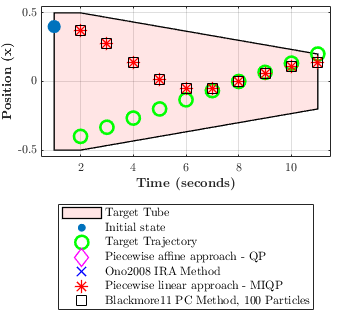 0.5
0
-0.5
Position (x)
2 4 6 8 10
Time (seconds)
Target Tube
Initial state
Target Trajectory
Piecewise affine approach - QP
Ono2008 IRA Method
Piecewise linear approach - MIQP
Blackmore11 PC Method, 100 Particles